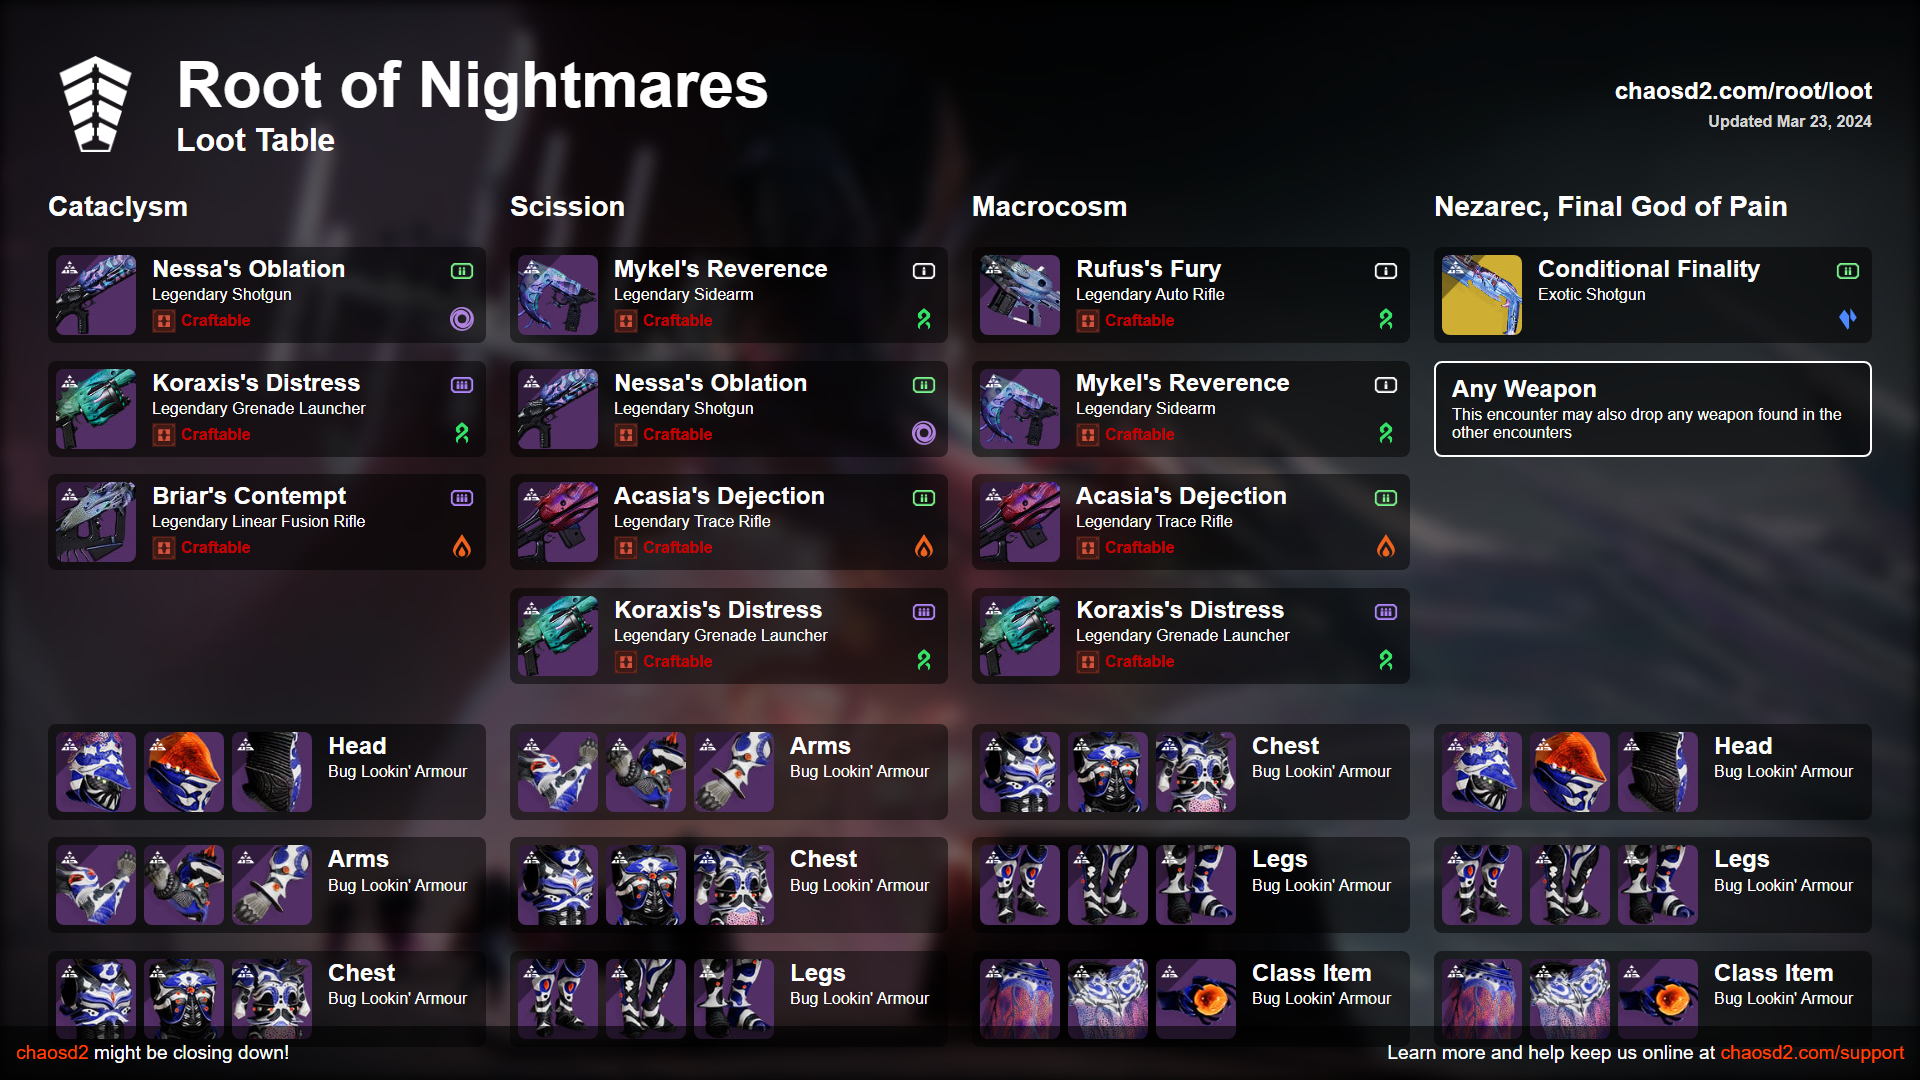 Root of Nightmares
Loot Table
chaosd2.com/root/loot
Updated Mar 23, 2024
Cataclysm
Nessa's Oblation
Legendary Shotgun
Craftable
Koraxis's Distress
Legendary Grenade Launcher
Craftable
Briar's Contempt
Legendary Linear Fusion Rifle
Craftable
Head
Bug Lookin' Armour
Arms
Bug Lookin' Armour
Chest
Bug Lookin' Armour
Scission
Mykel's Reverence
Legendary Sidearm
Craftable
Nessa's Oblation
Legendary Shotgun
Craftable
Acasia's Dejection
Legendary Trace Rifle
Craftable
Koraxis's Distress
Legendary Grenade Launcher
Craftable
Arms
Bug Lookin' Armour
Chest
Bug Lookin' Armour
Legs
Bug Lookin' Armour
Macrocosm
Rufus's Fury
Legendary Auto Rifle
Craftable
Mykel's Reverence
Legendary Sidearm
Craftable
Acasia's Dejection
Legendary Trace Rifle
Craftable
Koraxis's Distress
Legendary Grenade Launcher
Craftable
Chest
Bug Lookin' Armour
Legs
Bug Lookin' Armour
Class Item
Bug Lookin' Armour
Nezarec, Final God of Pain
Conditional Finality
Exotic Shotgun
Any Weapon
This encounter may also drop any weapon found in the
other encounters
Head
Bug Lookin' Armour
Legs
Bug Lookin' Armour
Class Item
Bug Lookin' Armour
chaosd2 might be closing down!
Learn more and help keep us online at chaosd2.com/support